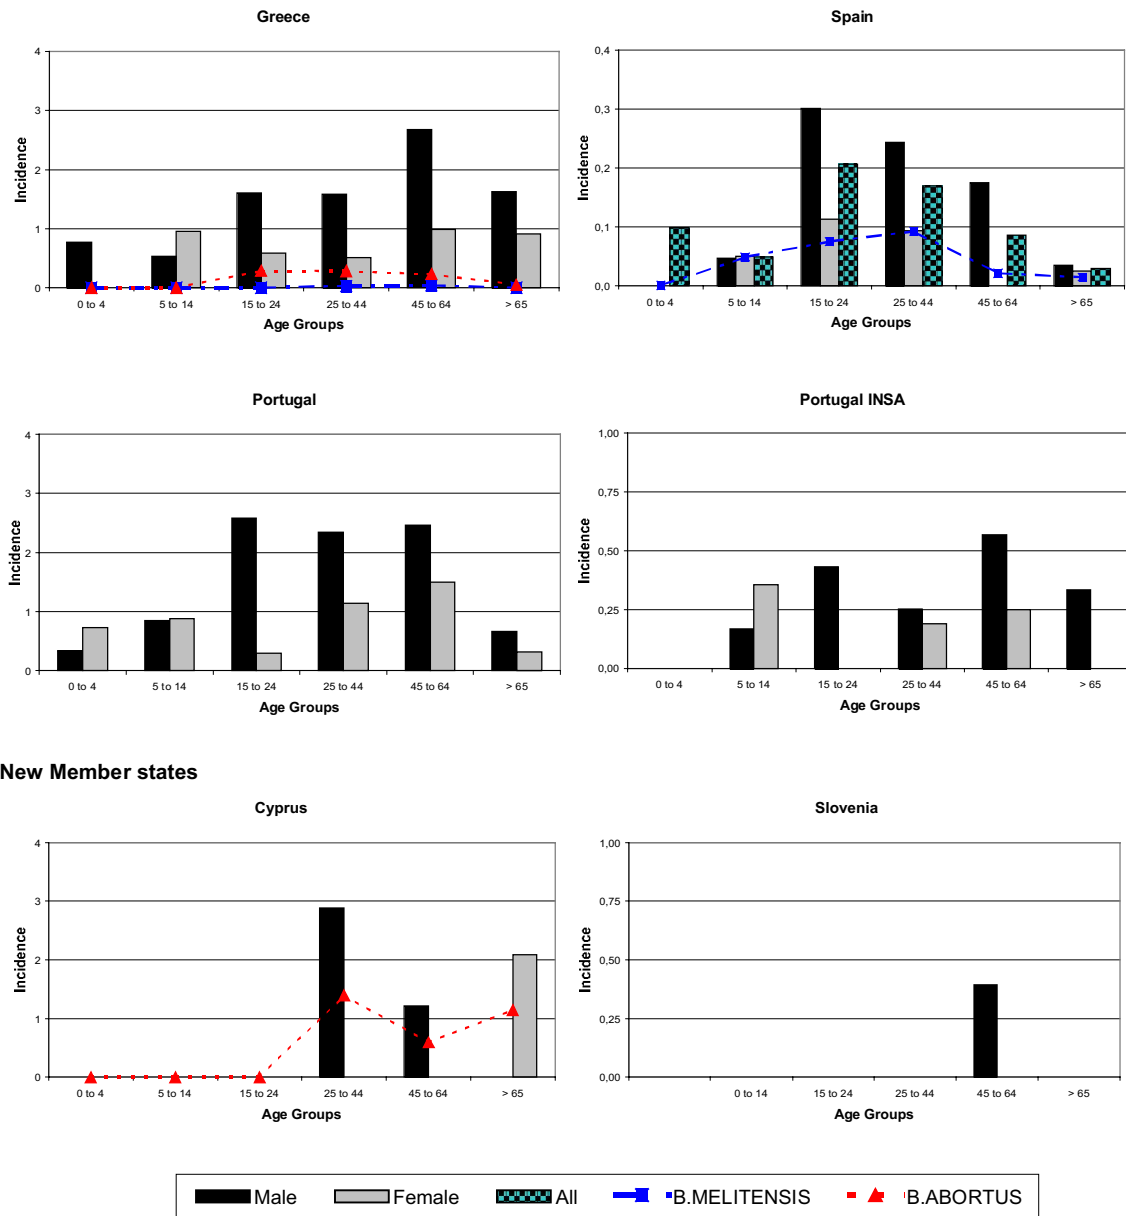 Greece
4
3
2
1
0
Incidence
0 to 4 5 to 14 15 to 24 25 to 44 45 to 64 > 65
Age Groups
Spain
0,4
0,3
0,2
0,1
0,0
Incidence
0 to 4 5 to 14 15 to 24 25 to 44 45 to 64 > 65
Age Groups
Portugal
4
3
2
1
0
Incidence
0 to 4 5 to 14 15 to 24 25 to 44 45 to 64 > 65
Age Groups
Portugal INSA
1,00
0,75
0,50
0,25
0,00
Incidence
0 to 4 5 to 14 15 to 24 25 to 44 45 to 64 > 65
Age Groups
New Member states
Cyprus
4
3
2
1
0
Incidence
0 to 4 5 to 14 15 to 24 25 to 44 45 to 64 > 65
Age Groups
Slovenia
1,00
0,75
0,50
0,25
0,00
Incidence
0 to 14 15 to 24 25 to 44 45 to 64 > 65
Age Groups
Male Female All B.MELITENSIS B.ABORTUS